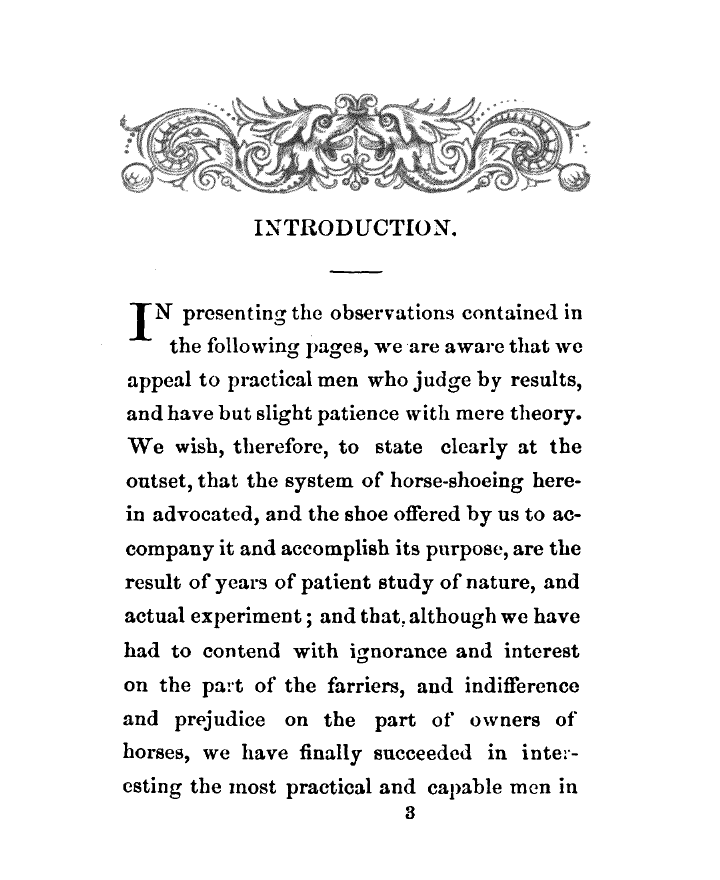 INTRODUCTION.
IN presenting the observations contained in
the following pages, we are aware that we
appeal to practical men who judge by results,
and have but slight patience with mere theory.
We wish, therefore, to state clearly at the
outset, that the system of horse-shoeing here-
in advocated, and the shoe offered by us to ac-
company it and accomplish its purpose, are the
result of years of patient study of nature, and
actual experiment; and that, although we have
had to contend with ignorance and interest
on the part of the farriers, and indifference
and prejudice on the part of owners of
horses, we have finally succeeded in inter-
esting the most practical and capable men in
3